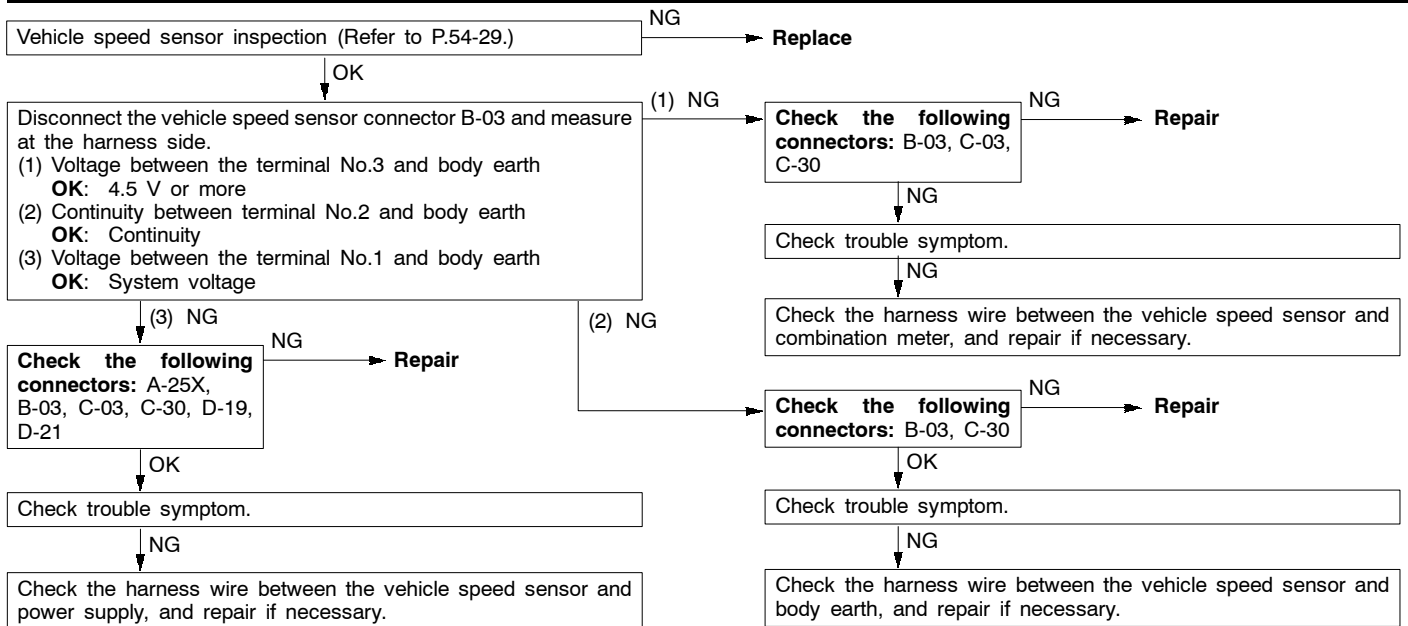 Vehicle speed sensor inspection (Refer to P.54-29.)
NG
Replace
OK
Disconnect the vehicle speed sensor connector B-03 and measure
at the harness side.
(1) Voltage between the terminal No.3 and body earth
OK: 4.5 V or more
(2) Continuity between terminal No.2 and body earth
OK: Continuity
(3) Voltage between the terminal No.1 and body earth
OK: System voltage
(1) NG
Check the following
connectors: B-03, C-03,
C-30
NG
Repair
NG
Check trouble symptom.
NG
Check the harness wire between the vehicle speed sensor and
combination meter, and repair if necessary.
(2) NG
Check the following
connectors: B-03, C-30
NG
Repair
OK
Check trouble symptom.
NG
Check the harness wire between the vehicle speed sensor and
body earth, and repair if necessary.
(3) NG
Check the following
connectors: A-25X,
B-03, C-03, C-30, D-19,
D-21
NG
Repair
OK
Check trouble symptom.
NG
Check the harness wire between the vehicle speed sensor and
power supply, and repair if necessary.